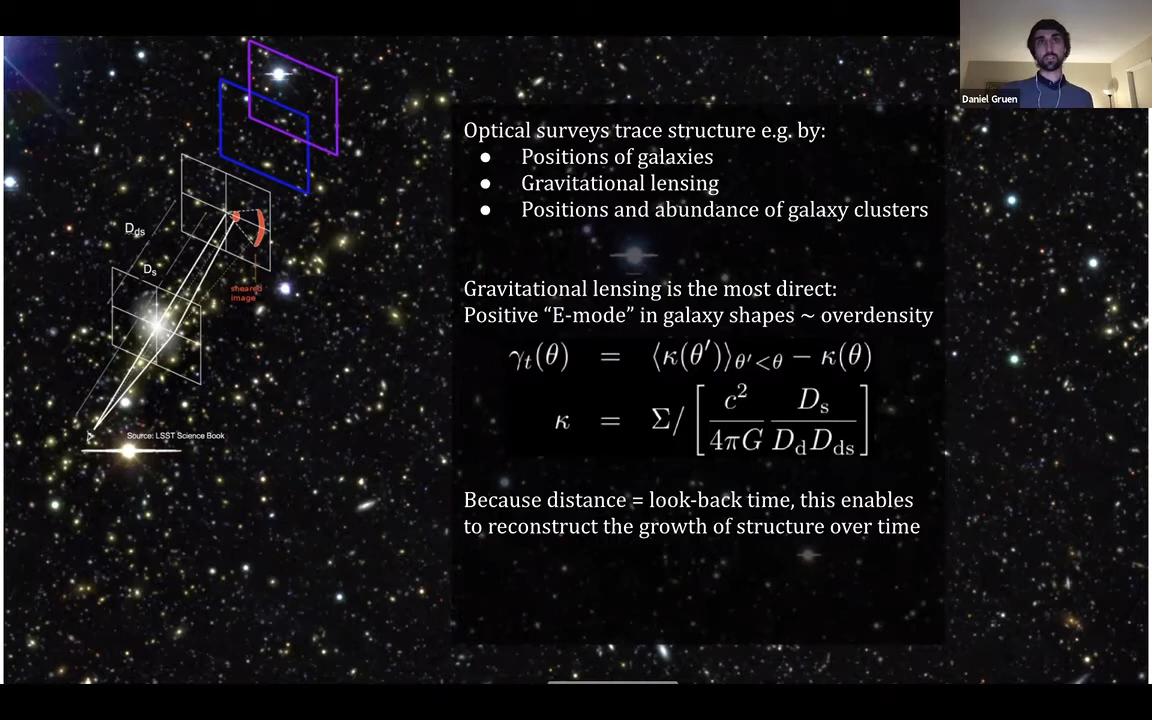 Daniel Gruen
Optical surveys trace structure e.g. by:
● Positions of galaxies
● Gravitational lensing
● Positions and abundance of galaxy clusters
Gravitational lensing is the most direct:
Positive “E-mode” in galaxy shapes ~ overdensity
γt(θ) = ⟨κ(θ′)⟩θ′<θ − κ(θ)
κ = Σ/[c²/4πG Ds/DdDds]
Because distance = look-back time, this enables
to reconstruct the growth of structure over time
Dds
Ds
sheared
image
Source: LSST Science Book